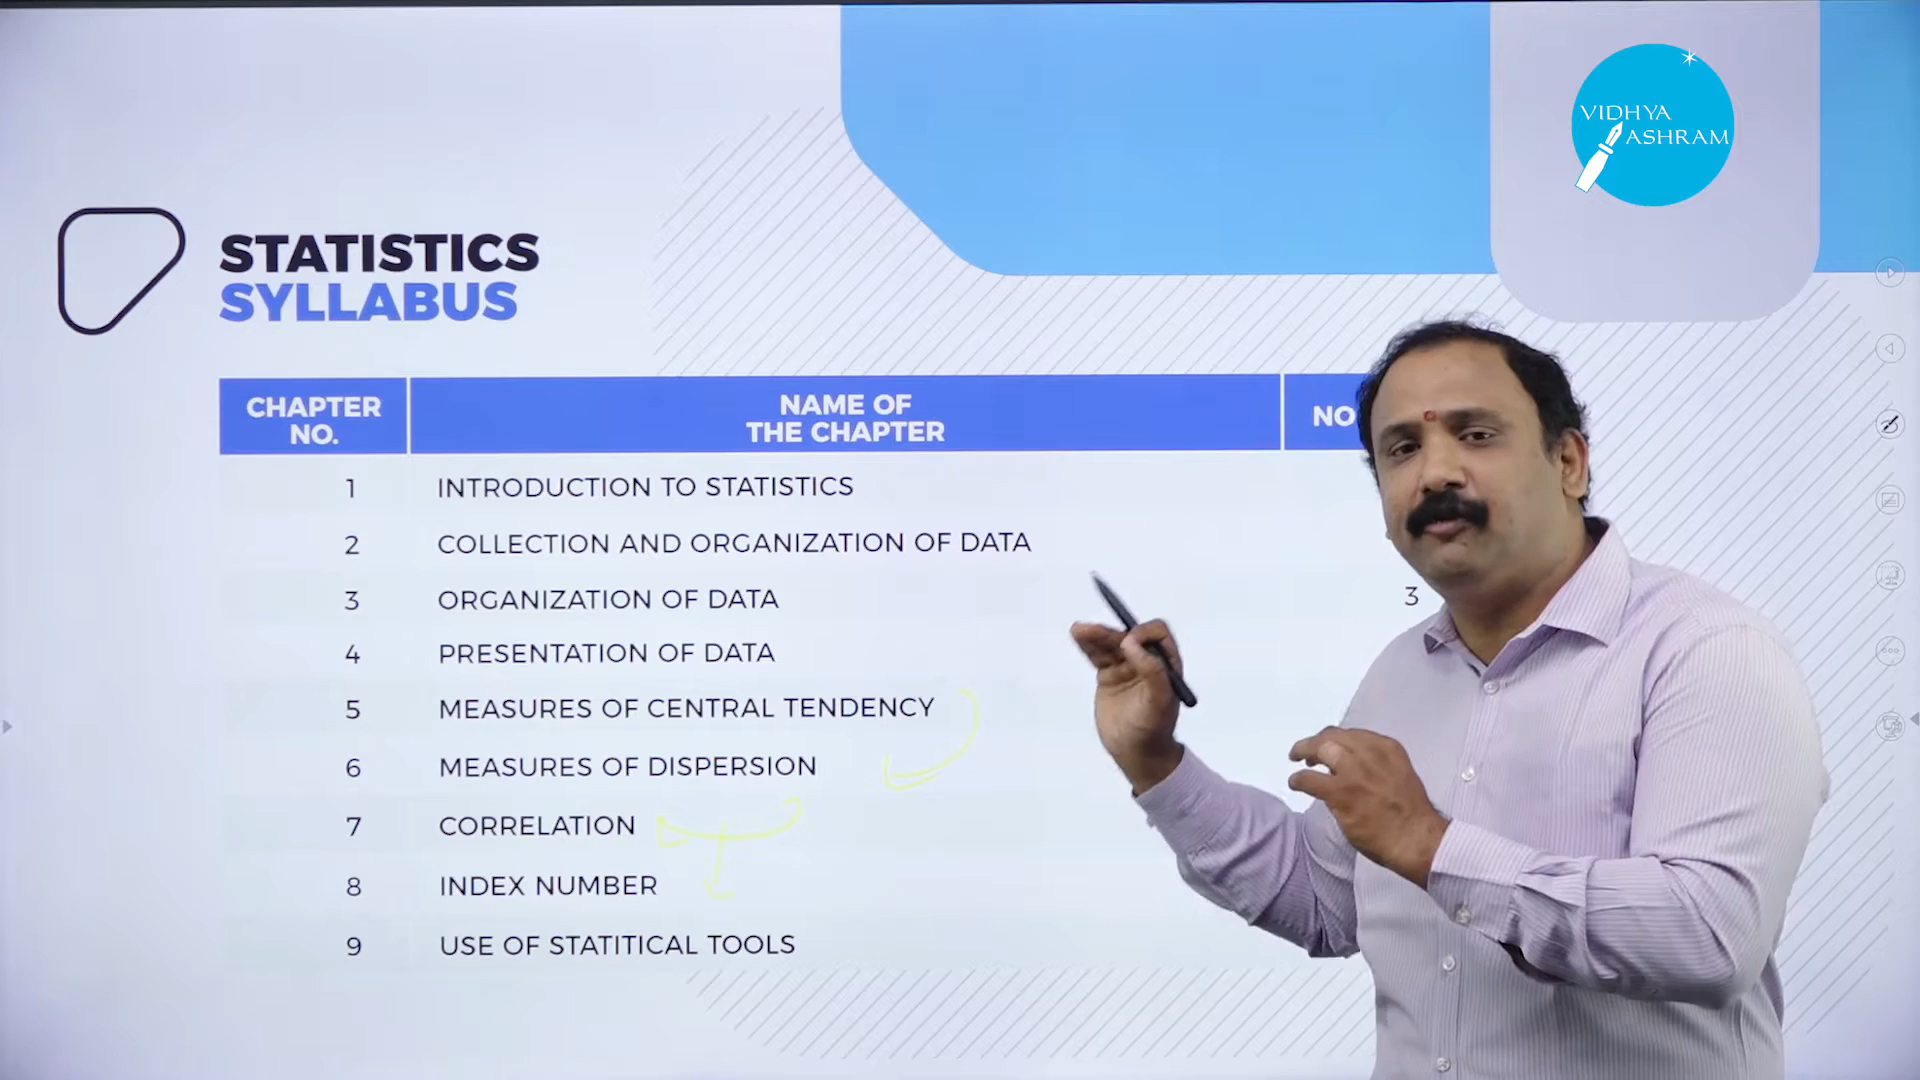 VIDHYA
ASHRAM
STATISTICS
SYLLABUS
CHAPTER
NO.
NAME OF
THE CHAPTER
NO
1 INTRODUCTION TO STATISTICS
2 COLLECTION AND ORGANIZATION OF DATA
3 ORGANIZATION OF DATA 3
4 PRESENTATION OF DATA
5 MEASURES OF CENTRAL TENDENCY
6 MEASURES OF DISPERSION
7 CORRELATION
8 INDEX NUMBER
9 USE OF STATITICAL TOOLS